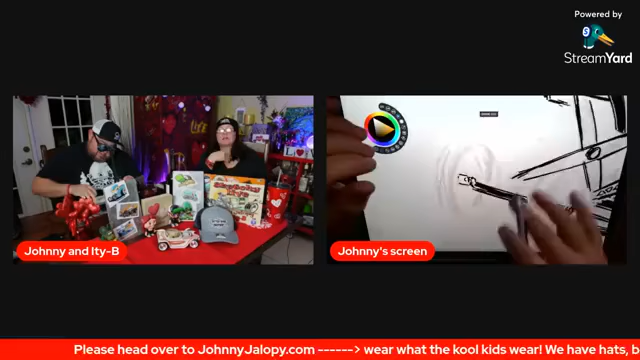 Powered by
StreamYard
Johnny and Ity-B
Johnny's screen
Please head over to JohnnyJalopy.com ------> wear what the kool kids wear! We have hats, b